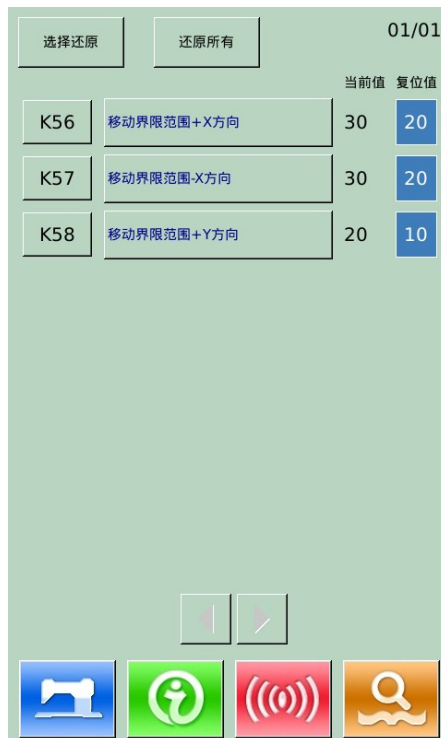 选择还原 还原所有 01/01
当前值 复位值
K56 移动界限范围+X方向 30 20
K57 移动界限范围-X方向 30 20
K58 移动界限范围+Y方向 20 10